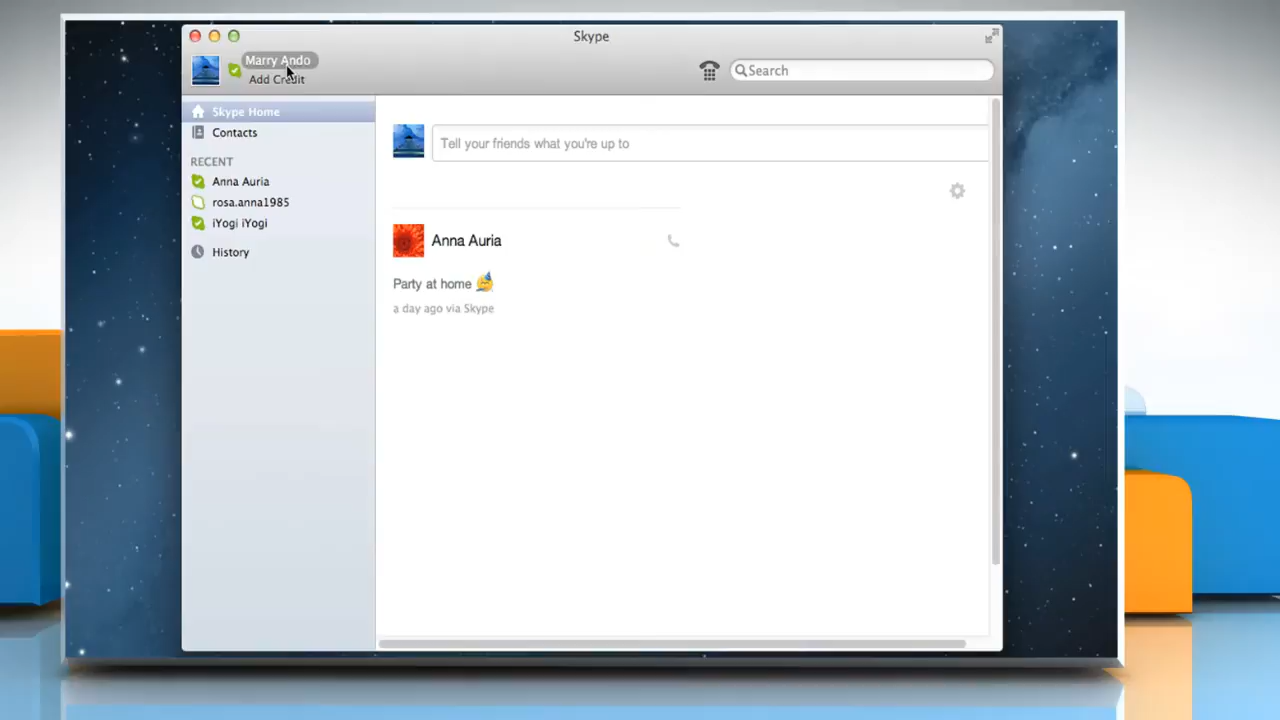 Skype
Marry Ando
Add Credit
Search
Skype Home
Contacts
RECENT
Anna Auria
rosa.anna1985
iYogi iYogi
History
Tell your friends what you're up to
Anna Auria
Party at home
a day ago via Skype